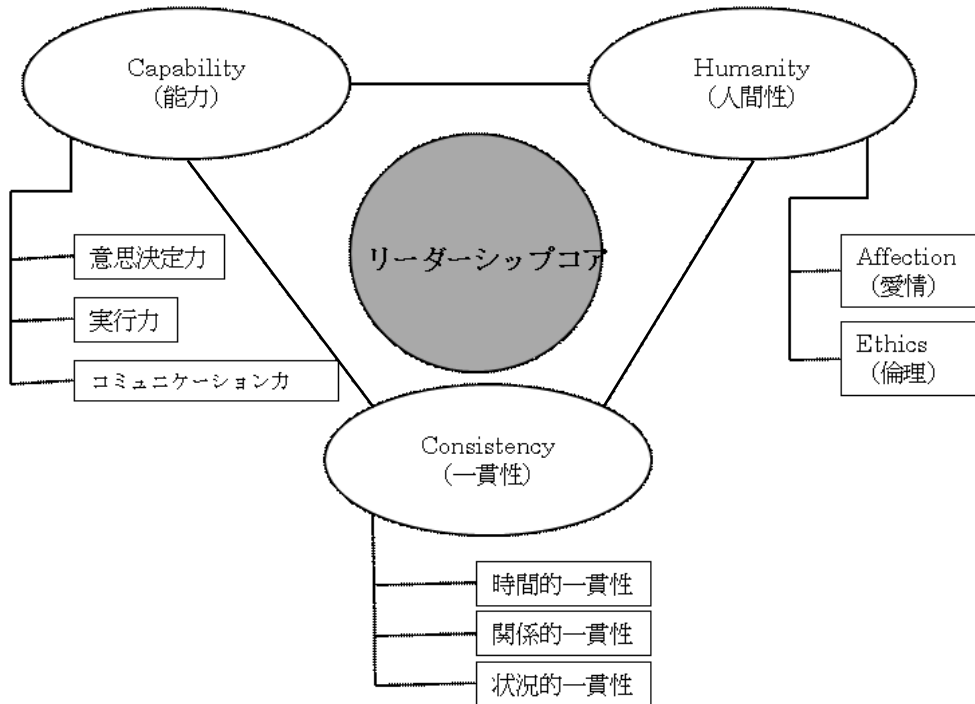 Capability
(能力)
Humanity
(人間性)
リーダーシップコア
意思決定力
実行力
コミュニケーション力
Affection
(愛情)
Ethics
(倫理)
Consistency
(一貫性)
時間的一貫性
関係的一貫性
状況的一貫性